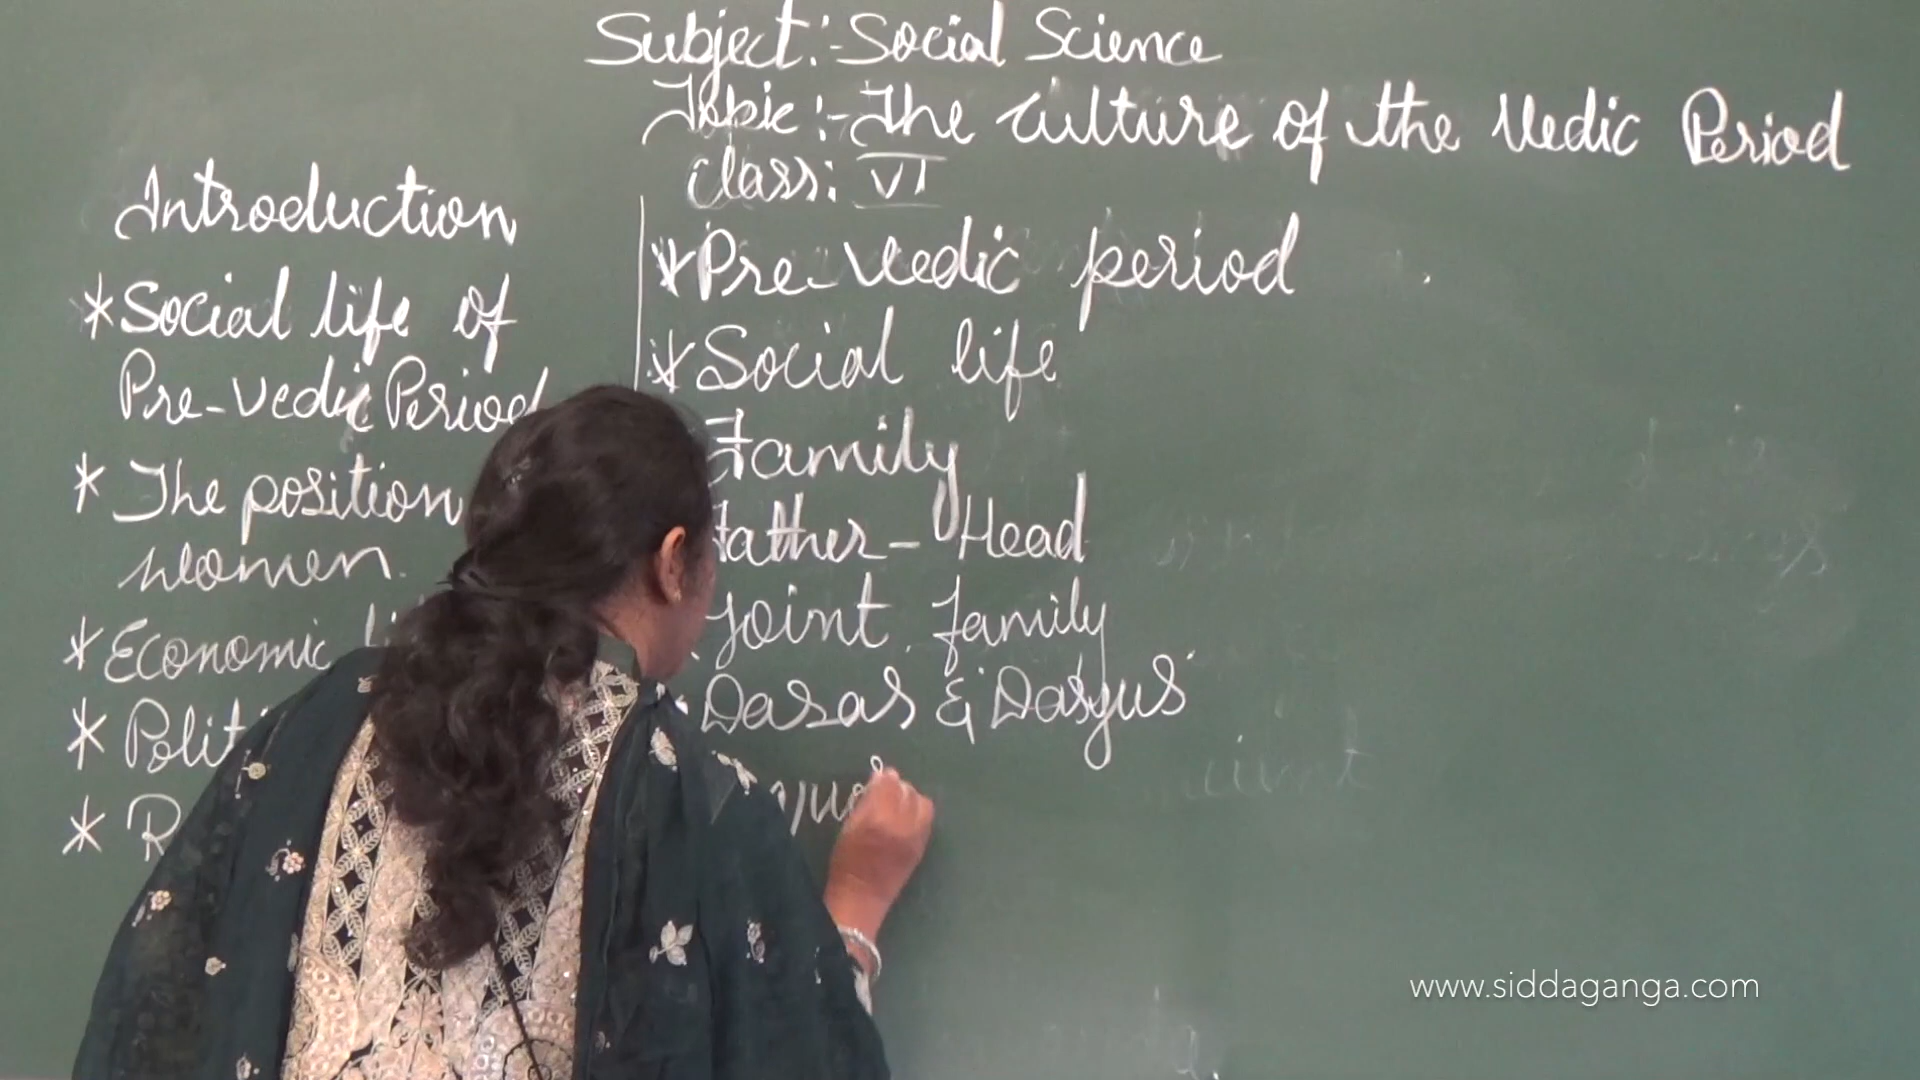 Subject:-Social Science
Topic:-The culture of the Vedic Period
class: VI
Introduction
*Social life of
Pre-Vedic Period
* The position
women.
*Economic
*
*
*Pre-Vedic period
*Social life
Family
Father-Head
Joint family
Dasas & Dasyus
www.siddaganga.com